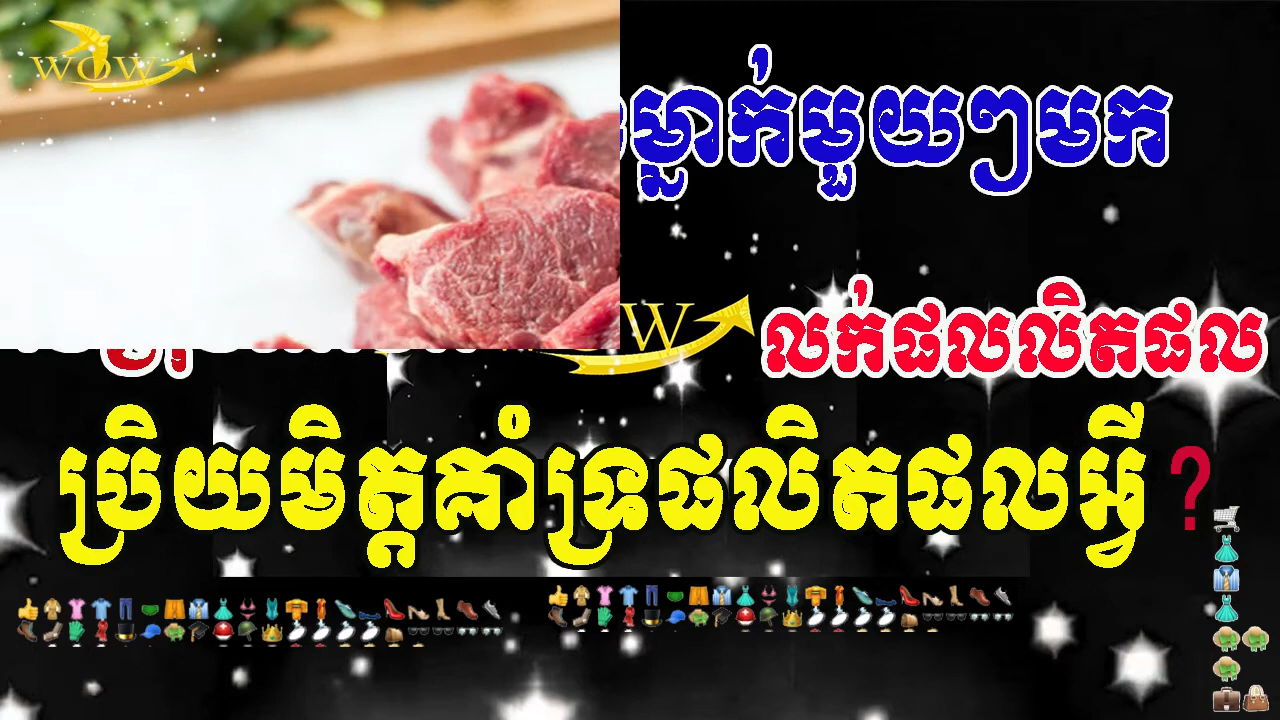 WOW
ម្នាក់មួយៗមក
W
លក់ផលលិតផល
ប្រិយមិត្តគាំទ្រផលិតផលអ្វី?